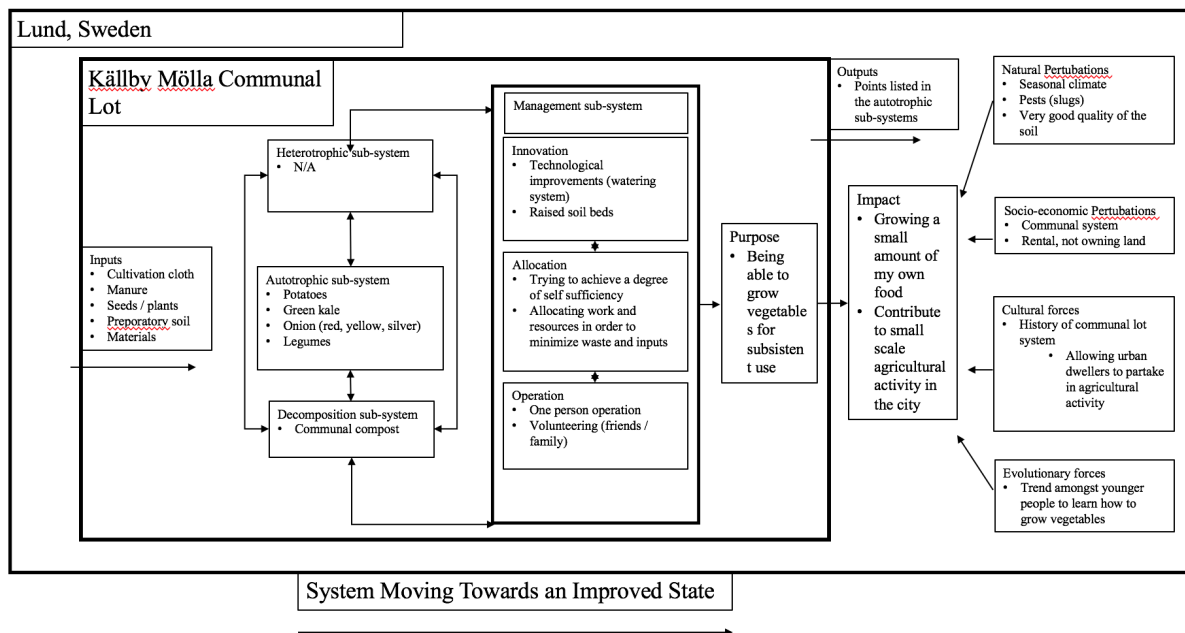 Lund, Sweden
Källby Mölla Communal
Lot
Inputs
• Cultivation cloth
• Manure
• Seeds / plants
• Preporatory soil
• Materials
Heterotrophic sub-system
• N/A
Autotrophic sub-system
• Potatoes
• Green kale
• Onion (red, yellow, silver)
• Legumes
Decomposition sub-system
• Communal compost
Management sub-system
Innovation
• Technological
improvements (watering
system)
• Raised soil beds
Allocation
• Trying to achieve a degree
of self sufficiency
• Allocating work and
resources in order to
minimize waste and inputs
Operation
• One person operation
• Volunteering (friends /
family)
Purpose
• Being
able to
grow
vegetable
s for
subsisten
t use
Outputs
• Points listed in
the autotrophic
sub-systems
Impact
• Growing a
small
amount of
my own
food
• Contribute
to small
scale
agricultural
activity in
the city
Natural Pertubations
• Seasonal climate
• Pests (slugs)
• Very good quality of the
soil
Socio-economic Pertubations
• Communal system
• Rental, not owning land
Cultural forces
• History of communal lot
system
• Allowing urban
dwellers to partake
in agricultural
activity
Evolutionary forces
• Trend amongst younger
people to learn how to
grow vegetables
System Moving Towards an Improved State